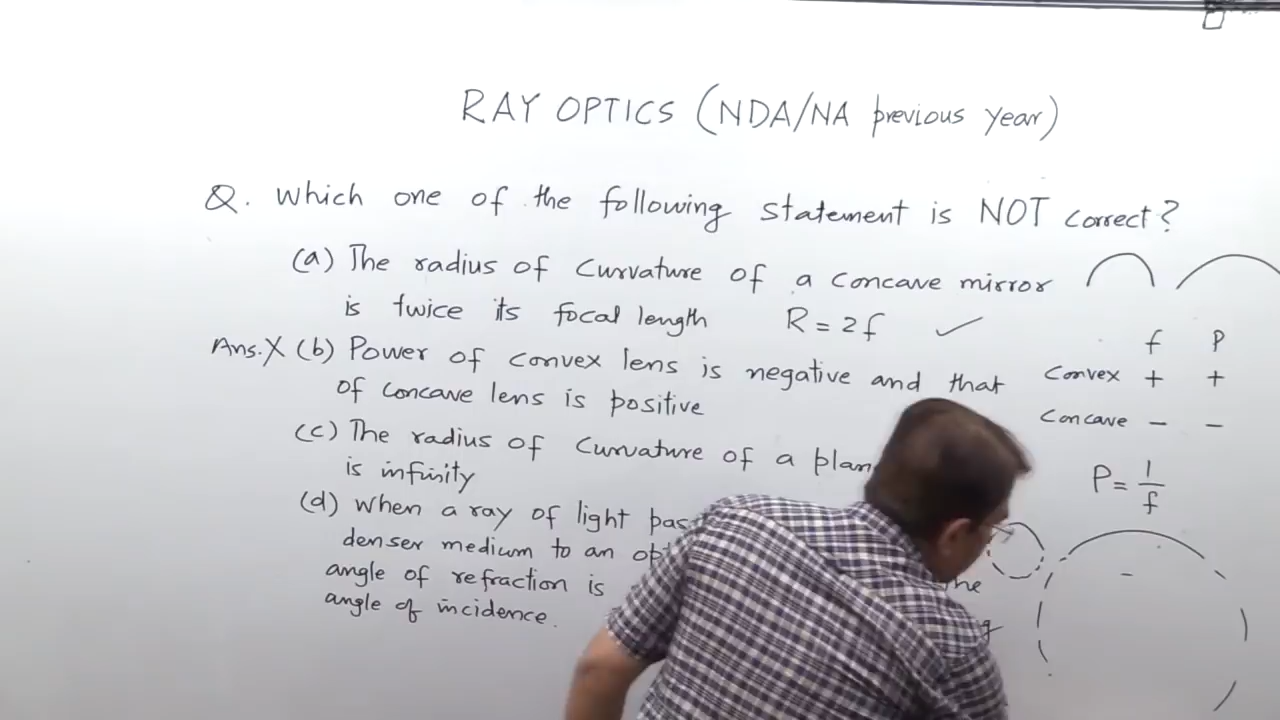 RAY OPTICS (NDA/NA previous year)
Q. Which one of the following statement is NOT correct?
(a) The radius of curvature of a concave mirror
is twice its focal length R = 2f ✓
Ans. X (b) Power of convex lens is negative and that
of concave lens is positive
(c) The radius of curvature of a plan
is infinity
(d) When a ray of light pas
denser medium to an op
angle of refraction is
angle of incidence.
the
f P
Convex + +
Concave − −
P = 1/f